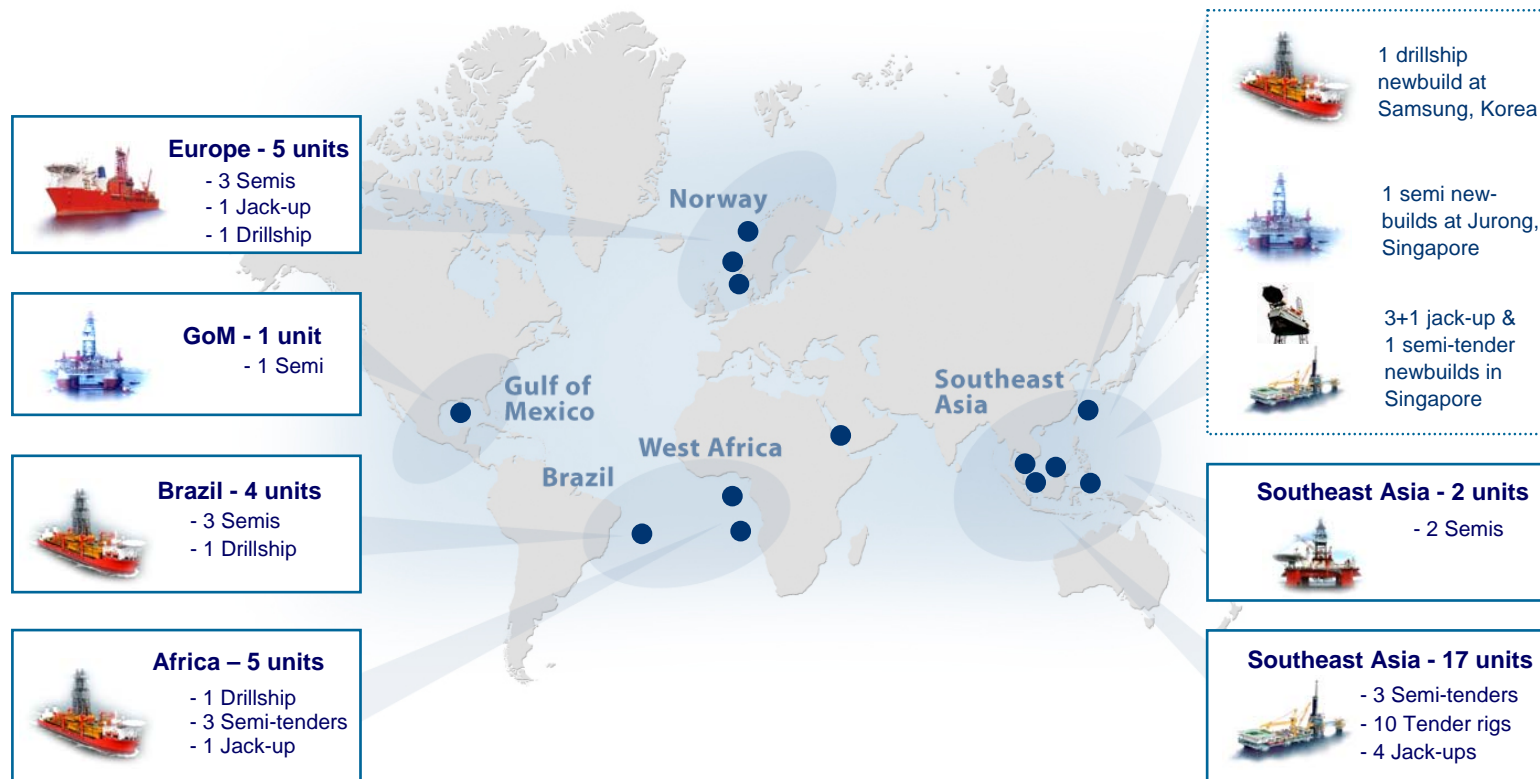 Europe - 5 units
- 3 Semis
- 1 Jack-up
- 1 Drillship
GoM - 1 unit
- 1 Semi
Brazil - 4 units
- 3 Semis
- 1 Drillship
Africa – 5 units
- 1 Drillship
- 3 Semi-tenders
- 1 Jack-up
Norway
Gulf of
Mexico
West Africa
Brazil
Southeast
Asia
1 drillship
newbuild at
Samsung, Korea
1 semi new-
builds at Jurong,
Singapore
3+1 jack-up &
1 semi-tender
newbuilds in
Singapore
Southeast Asia - 2 units
- 2 Semis
Southeast Asia - 17 units
- 3 Semi-tenders
- 10 Tender rigs
- 4 Jack-ups